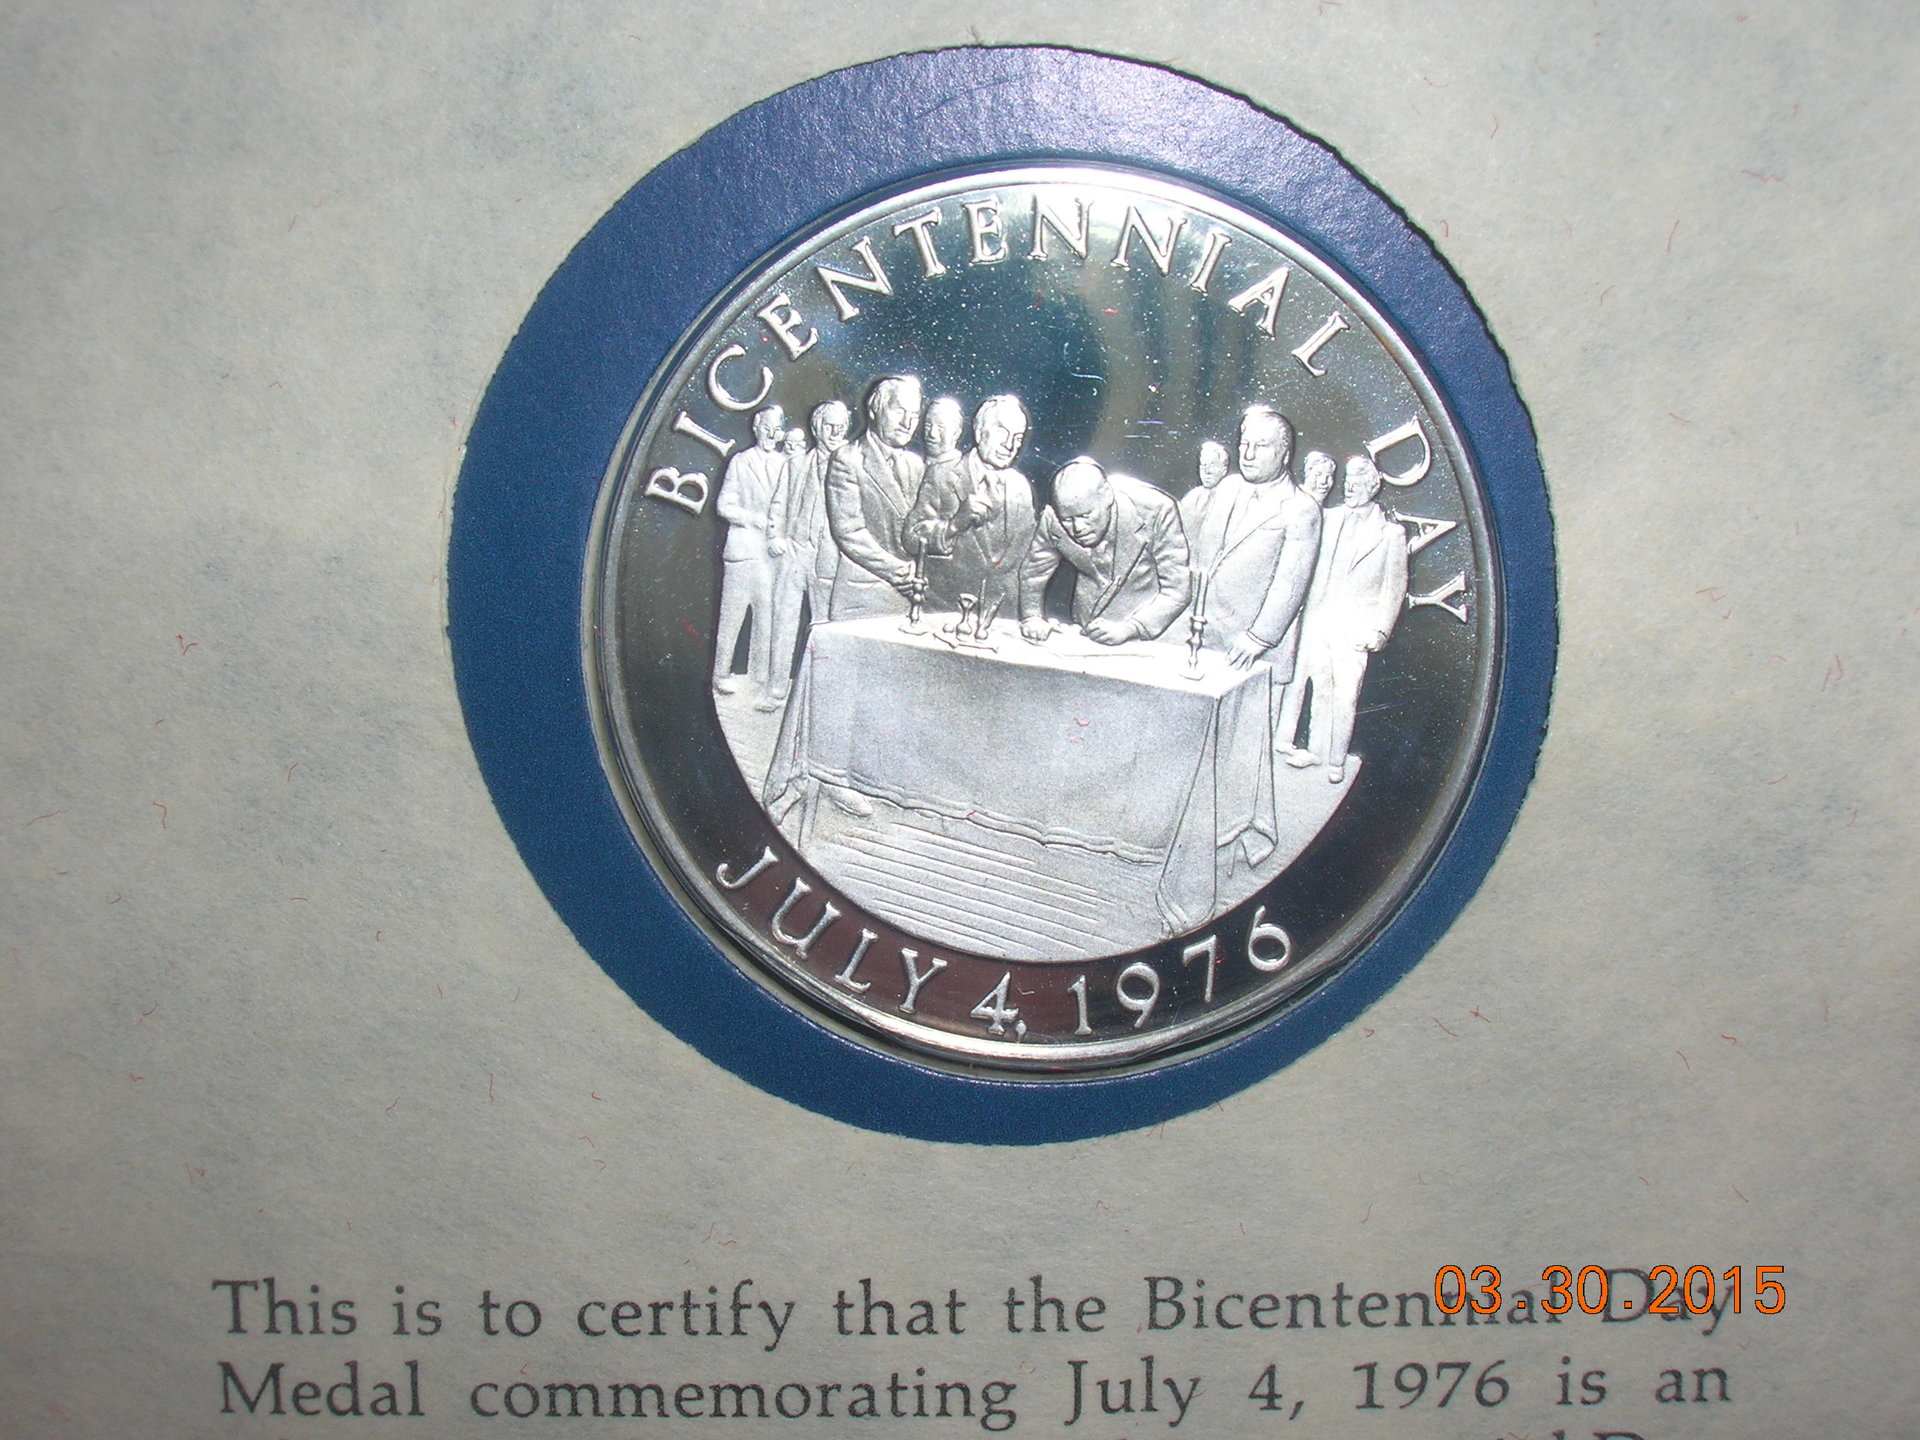 BICENTENNIAL DAY
JULY 4, 1976
03.30.2015
This is to certify that the Bicentennial Day
Medal commemorating July 4, 1976 is an